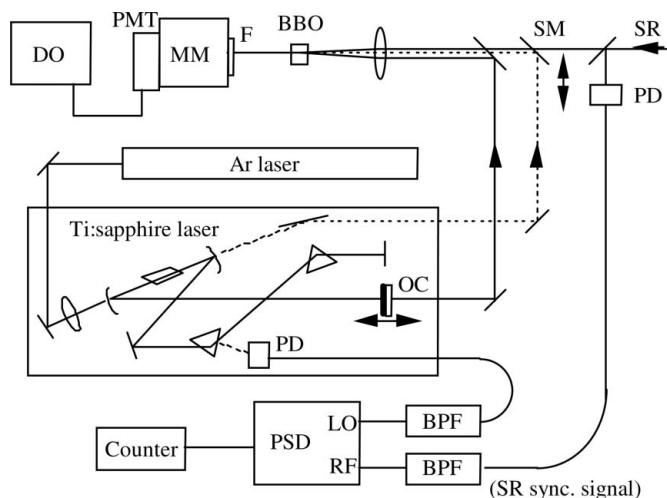 DO
PMT
MM
F
BBO
SM
SR
PD
Ar laser
Ti:sapphire laser
OC
PD
Counter
PSD
LO
RF
BPF
BPF
(SR sync. signal)